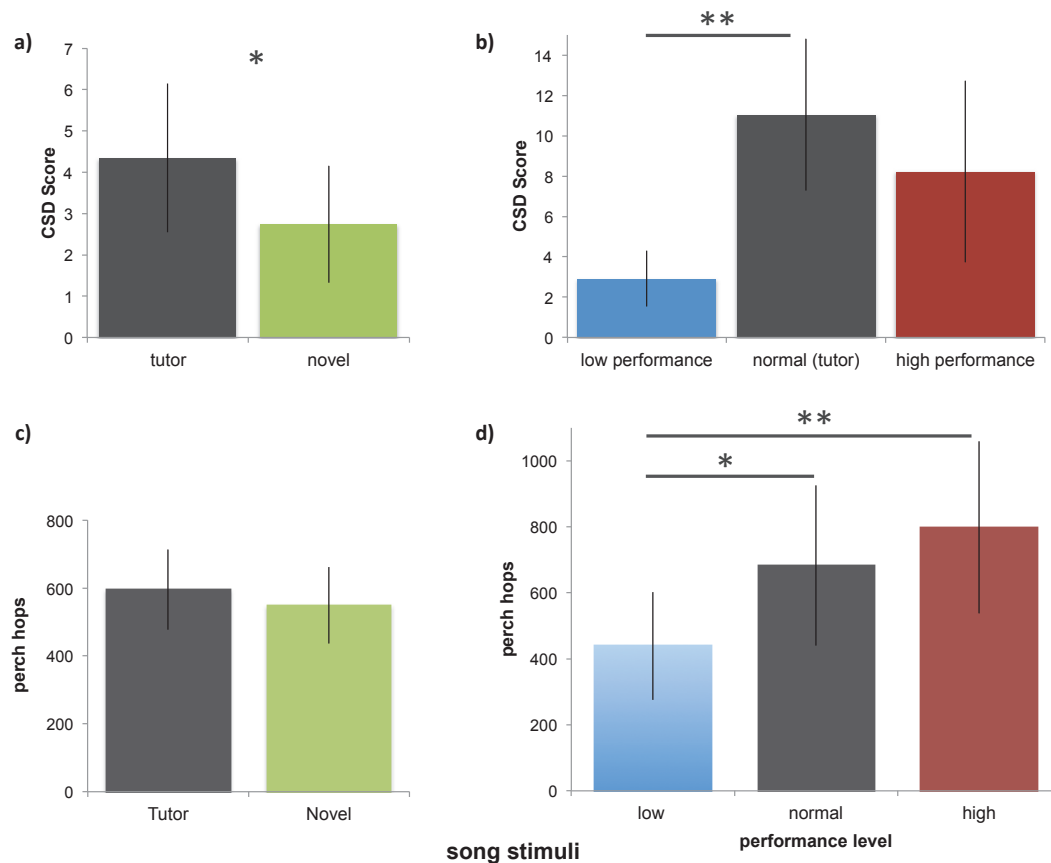 a)
*
7
6
5
4
3
2
1
0
CSD Score
tutor novel
b)
**
14
12
10
8
6
4
2
0
CSD Score
low performance normal (tutor) high performance
c)
800
600
400
200
0
perch hops
Tutor Novel
d)
**
*
1000
800
600
400
200
0
perch hops
low normal high
performance level
song stimuli